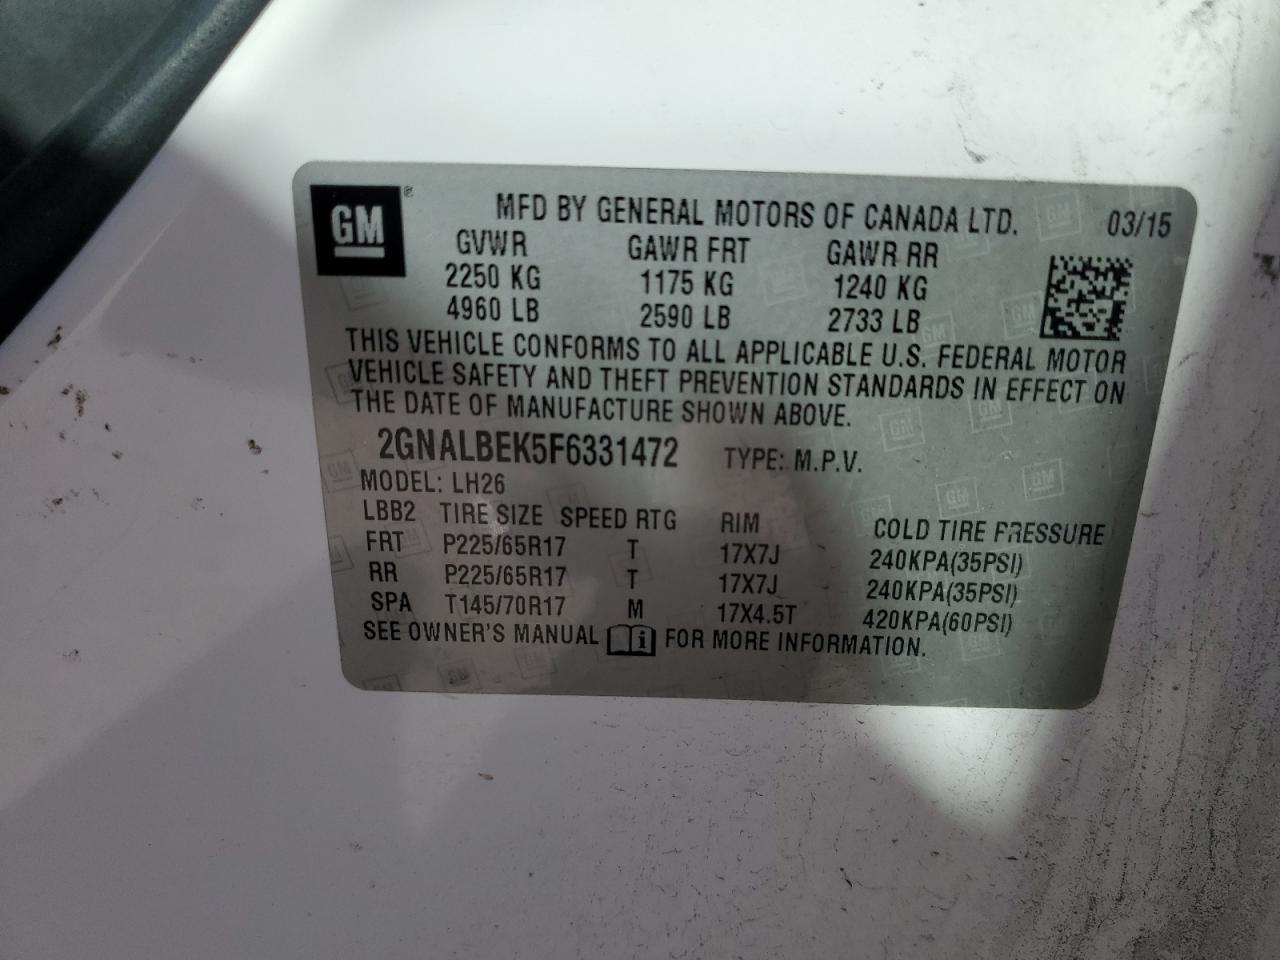 GM ®
MFD BY GENERAL MOTORS OF CANADA LTD. 03/15
GVWR GAWR FRT GAWR RR
2250 KG 1175 KG 1240 KG
4960 LB 2590 LB 2733 LB
THIS VEHICLE CONFORMS TO ALL APPLICABLE U.S. FEDERAL MOTOR
VEHICLE SAFETY AND THEFT PREVENTION STANDARDS IN EFFECT ON
THE DATE OF MANUFACTURE SHOWN ABOVE.
2GNALBEK5F6331472 TYPE: M.P.V.
MODEL: LH26
LBB2 TIRE SIZE SPEED RTG RIM COLD TIRE PRESSURE
FRT P225/65R17 T 17X7J 240KPA(35PSI)
RR P225/65R17 T 17X7J 240KPA(35PSI)
SPA T145/70R17 M 17X4.5T 420KPA(60PSI)
SEE OWNER'S MANUAL i FOR MORE INFORMATION.